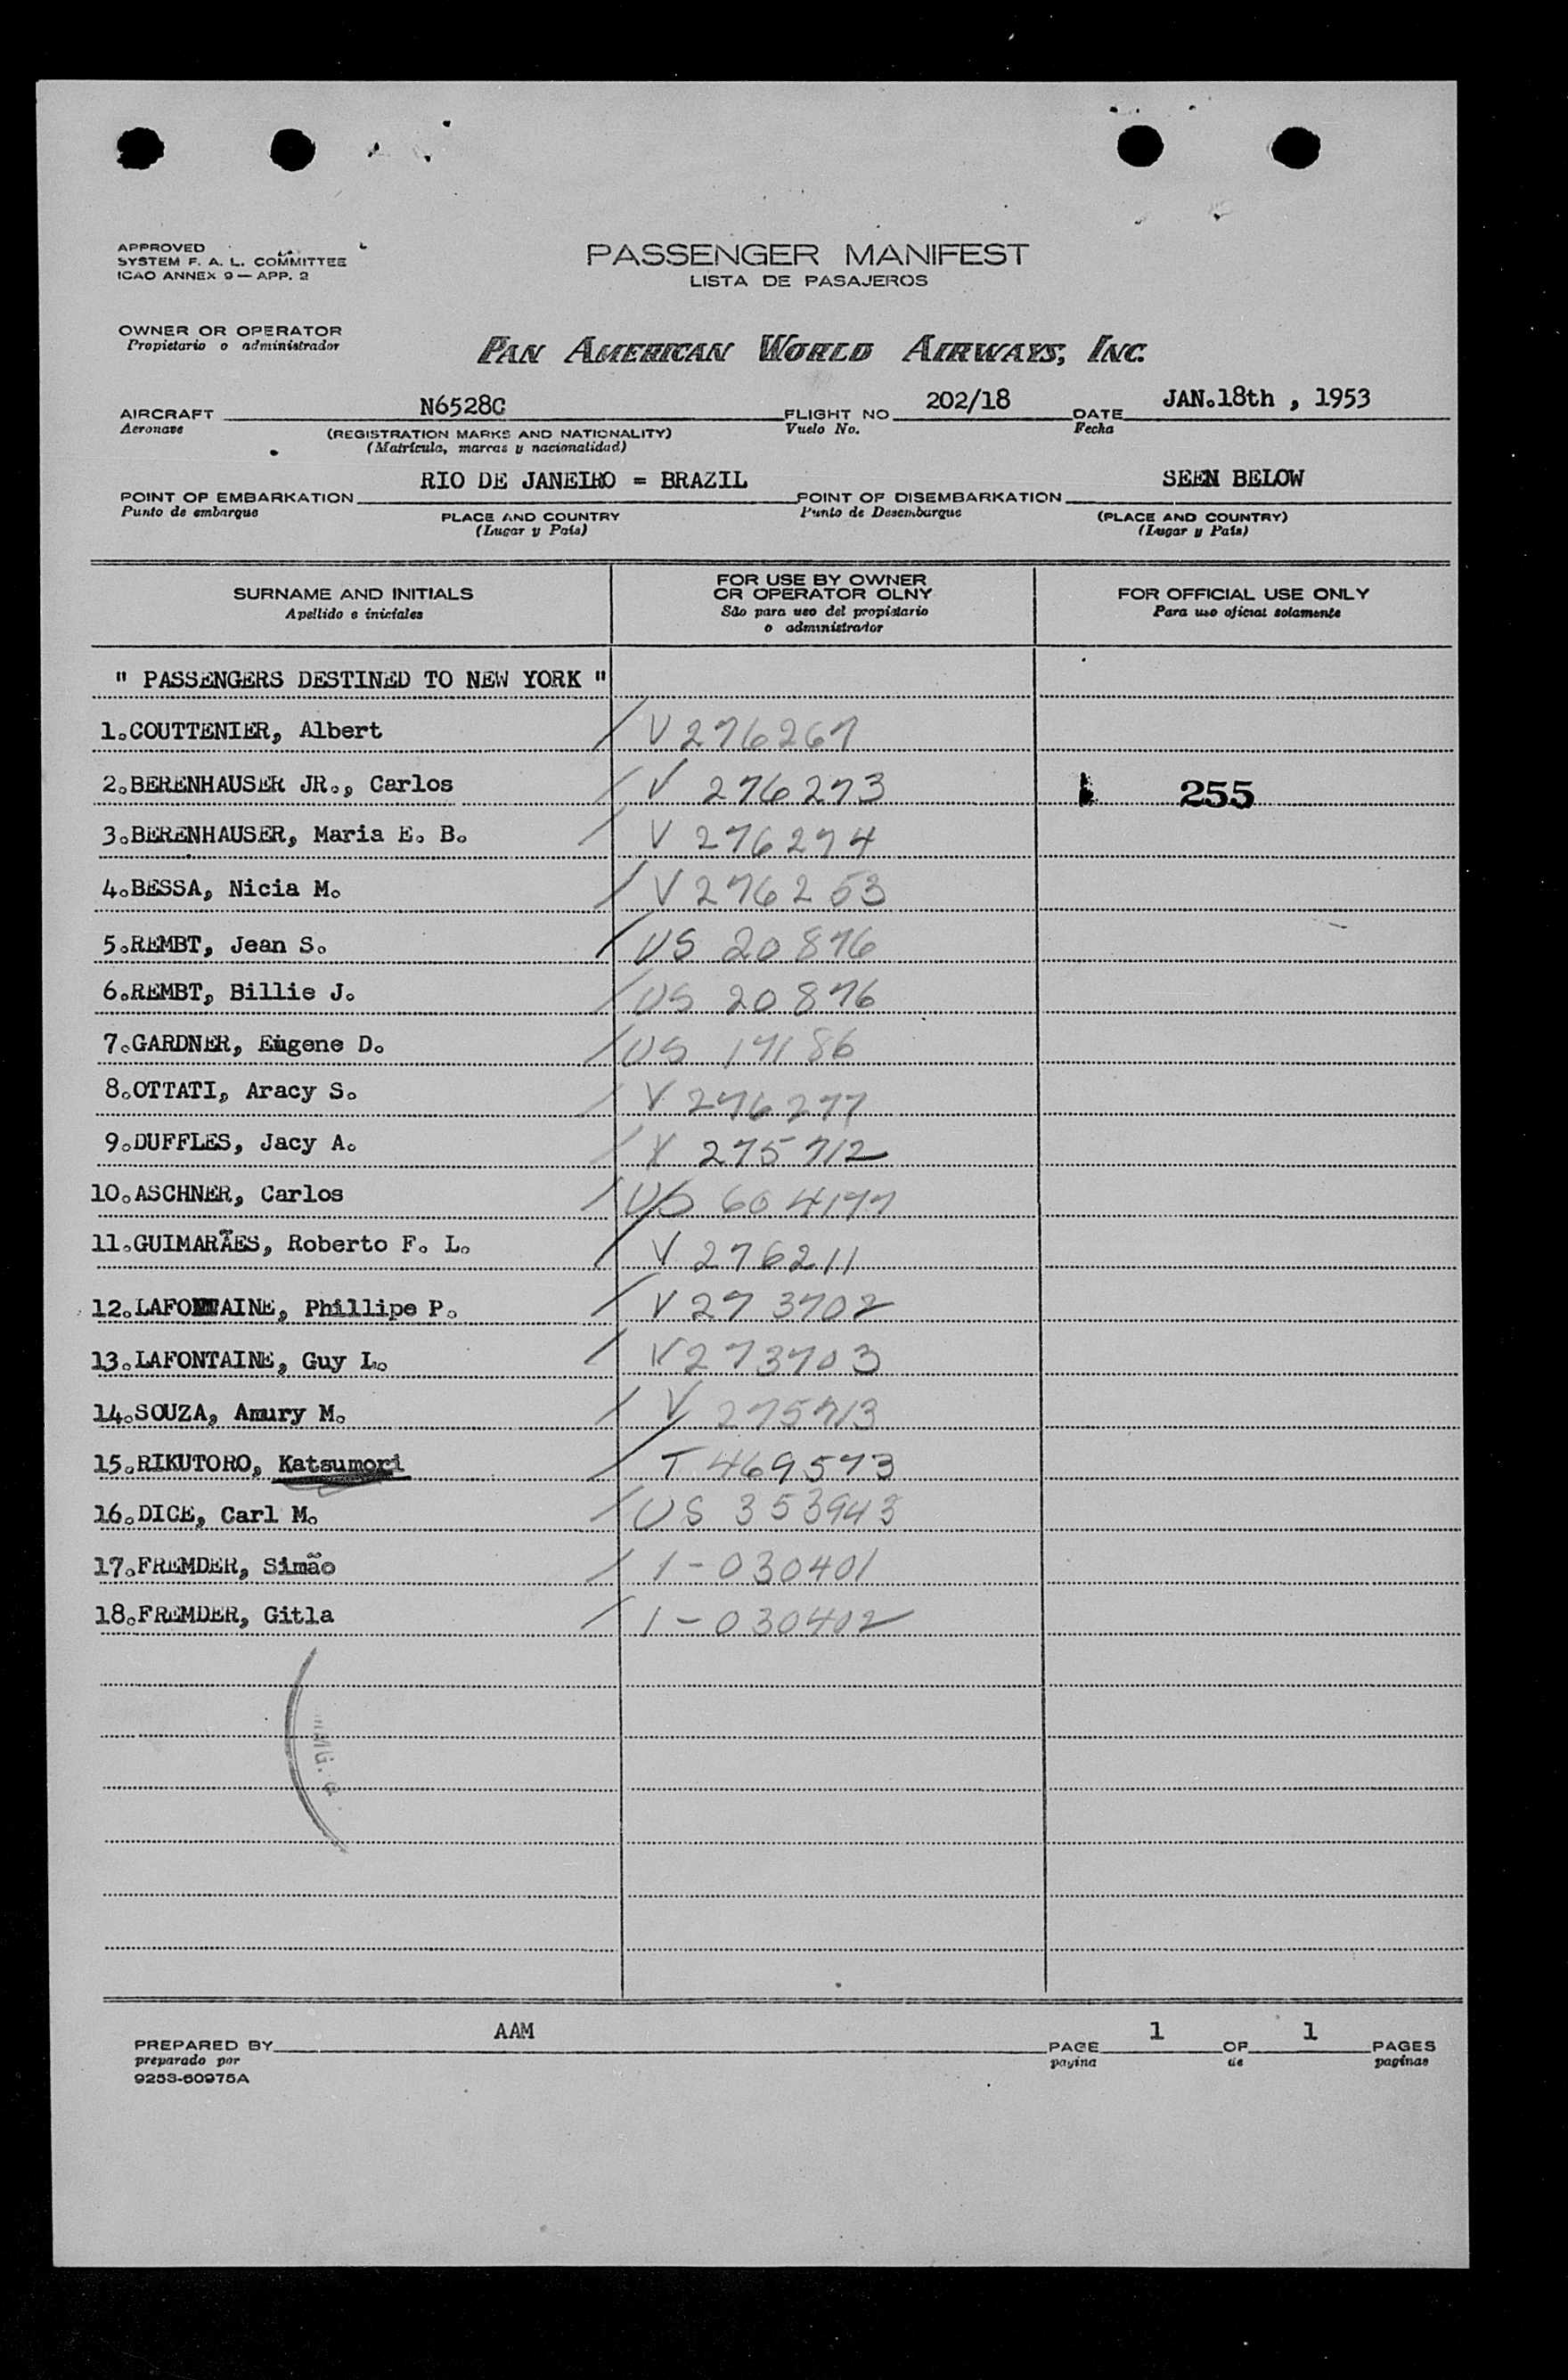 APPROVED
SYSTEM F. A. L. COMMITTEE
ICAO ANNEX 9 — APP. 2
PASSENGER MANIFEST
LISTA DE PASAJEROS
OWNER OR OPERATOR
Propietario o administrador
PAN AMERICAN WORLD AIRWAYS, INC.
AIRCRAFT N6528C FLIGHT NO 202/18 DATE JAN.18th , 1953
Aeronave (REGISTRATION MARKS AND NATIONALITY) Vuelo No. Fecha
(Matrícula, marcas y nacionalidad)
POINT OF EMBARKATION RIO DE JANEIRO = BRAZIL POINT OF DISEMBARKATION SEEN BELOW
Punto de embarque PLACE AND COUNTRY Punto de Desembarque (PLACE AND COUNTRY)
(Lugar y País) (Lugar y País)
SURNAME AND INITIALS
Apellido e iniciales
FOR USE BY OWNER
OR OPERATOR OLNY
São para uso del propietario
o administrador
FOR OFFICIAL USE ONLY
Para uso oficial solamente
" PASSENGERS DESTINED TO NEW YORK "
1.COUTTENIER, Albert / V 276267
2.BERENHAUSER JR., Carlos / V 276273 255
3.BERENHAUSER, Maria E. B. / V 276274
4.BESSA, Nicia M. / V 276253
5.REMBT, Jean S. / US 20876
6.REMBT, Billie J. / US 20876
7.GARDNER, Eugene D. / US 17186
8.OTTATI, Aracy S. / V 276277
9.DUFFLES, Jacy A. / V 275712
10.ASCHNER, Carlos / US 604177
11.GUIMARÃES, Roberto F. L. / V 276211
12.LAFONTAINE, Phillipe P. / V 273702
13.LAFONTAINE, Guy L. / V 273703
14.SOUZA, Amury M. / V 275713
15.RIKUTORO, Katsumori / T 469573
16.DICE, Carl M. / US 353943
17.FREMDER, Simão / 1-030401
18.FREMDER, Gitla / 1-030402
PREPARED BY AAM PAGE 1 OF 1 PAGES
preparado por pagina de paginas
9253-60975A